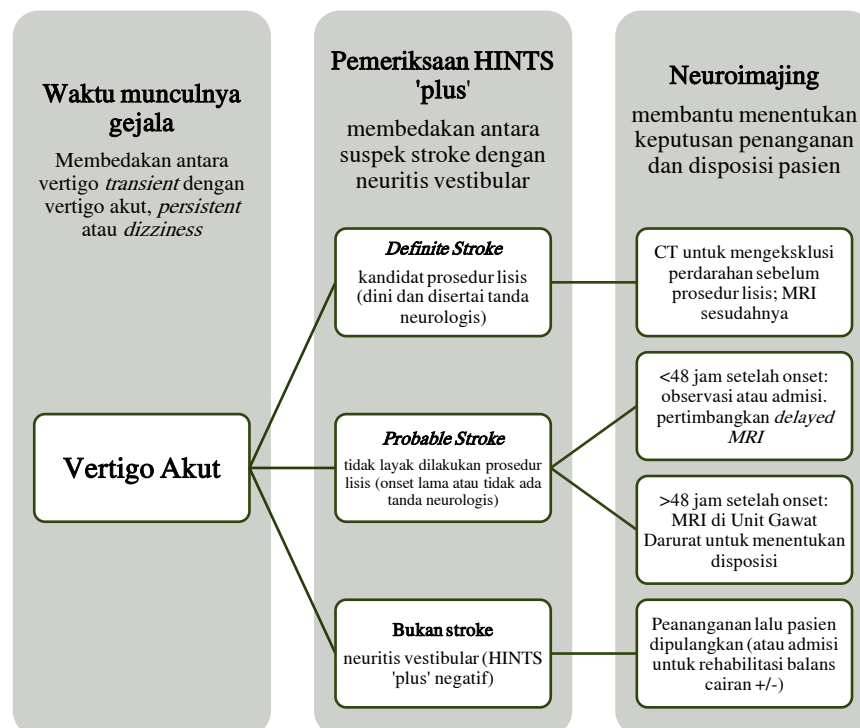 Waktu munculnya
gejala
Membedakan antara
vertigo transient dengan
vertigo akut, persistent
atau dizziness
Vertigo Akut
Pemeriksaan HINTS
'plus'
membedakan antara
suspek stroke dengan
neuritis vestibular
Definite Stroke
kandidat prosedur lisis
(dini dan disertai tanda
neurologis)
Probable Stroke
tidak layak dilakukan prosedur
lisis (onset lama atau tidak ada
tanda neurologis)
Bukan stroke
neuritis vestibular (HINTS
'plus' negatif)
Neuroimajing
membantu menentukan
keputusan penanganan
dan disposisi pasien
CT untuk mengeksklusi
perdarahan sebelum
prosedur lisis; MRI
sesudahnya
<48 jam setelah onset:
observasi atau admisi.
pertimbangkan delayed
MRI
>48 jam setelah onset:
MRI di Unit Gawat
Darurat untuk menentukan
disposisi
Peananganan lalu pasien
dipulangkan (atau admisi
untuk rehabilitasi balans
cairan +/-)